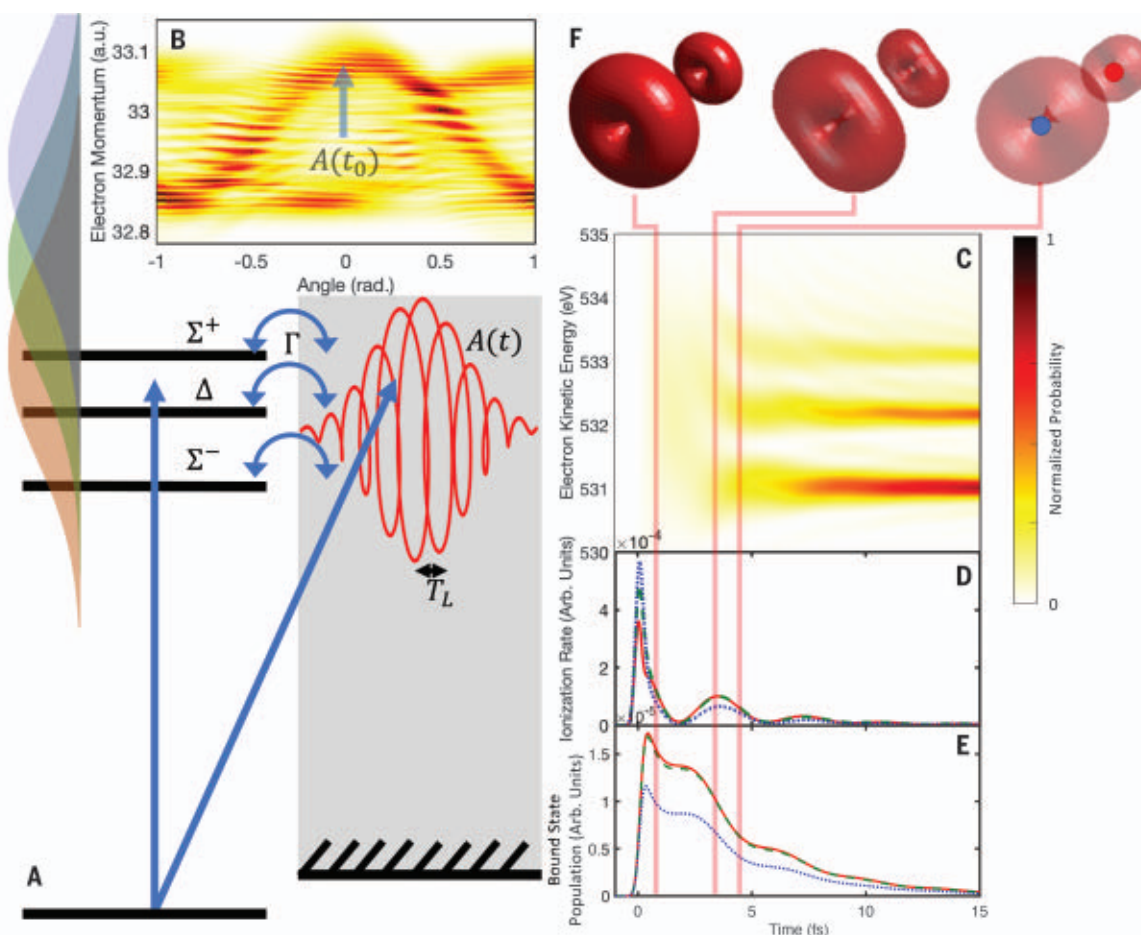 B
Electron Momentum (a.u.)
33.1
33
32.9
32.8
A(t₀)
-1
-0.5
0
0.5
1
Angle (rad.)
F
Σ⁺
Γ
A(t)
Δ
Σ⁻
T_L
A
C
Electron Kinetic Energy (eV)
535
534
533
532
531
530
1
Normalized Probability
0
×10⁻⁴
D
Ionization Rate (Arb. Units)
4
2
0
×10⁻⁵
E
Bound State
Population (Arb. Units)
1.5
1
0.5
0
0
5
10
15
Time (fs)